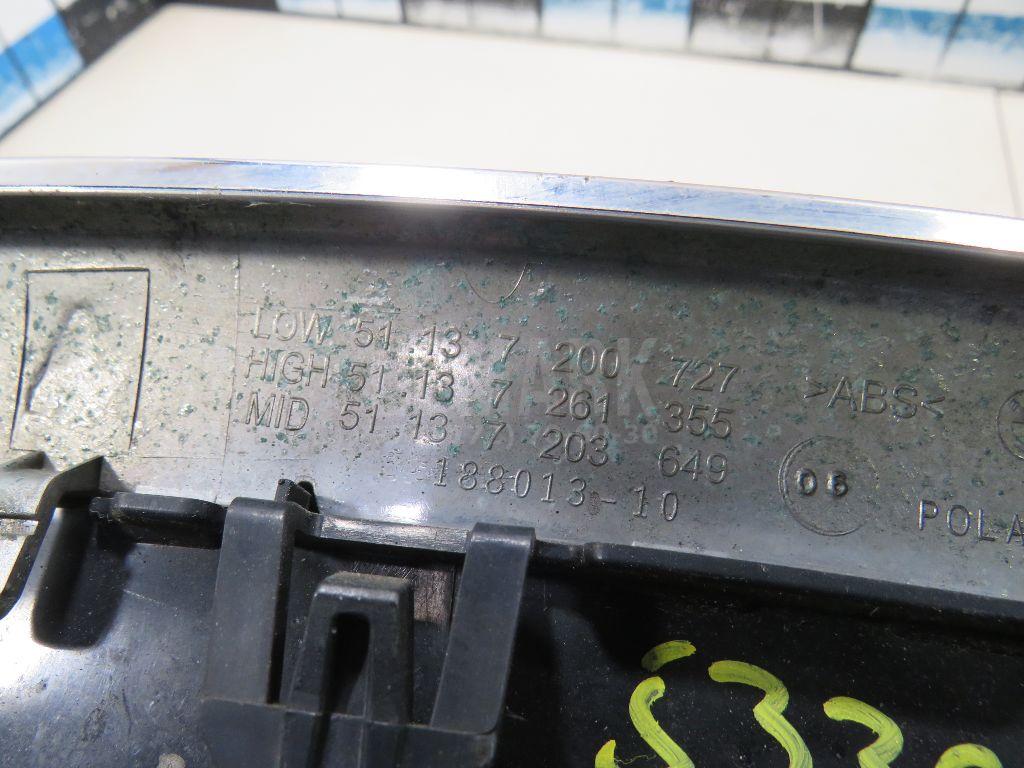 LOW 51 13 7 200 727
HIGH 51 13 7 261 355
MID 51 13 7 203 649
188013-10
>ABS<
06
POLA